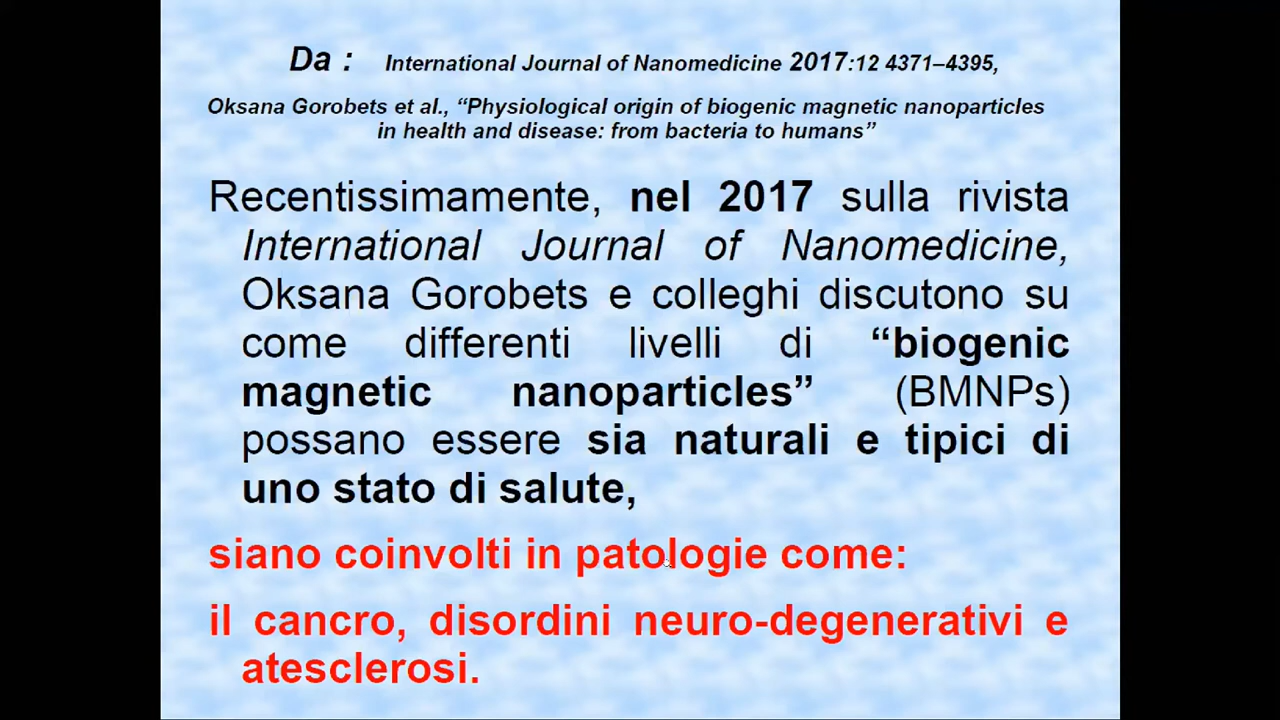 Da : International Journal of Nanomedicine 2017:12 4371–4395,
Oksana Gorobets et al., “Physiological origin of biogenic magnetic nanoparticles
in health and disease: from bacteria to humans”
Recentissimamente, nel 2017 sulla rivista
International Journal of Nanomedicine,
Oksana Gorobets e colleghi discutono su
come differenti livelli di “biogenic
magnetic nanoparticles” (BMNPs)
possano essere sia naturali e tipici di
uno stato di salute,
siano coinvolti in patologie come:
il cancro, disordini neuro-degenerativi e
atesclerosi.